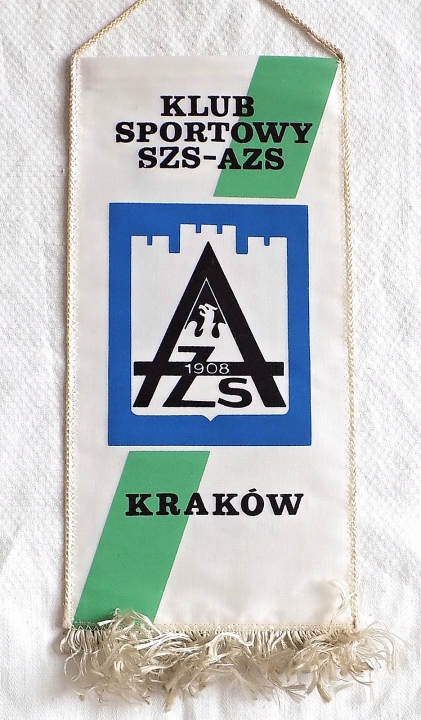 KLUB
SPORTOWY
SZS-AZS
AZS
1908
KRAKÓW